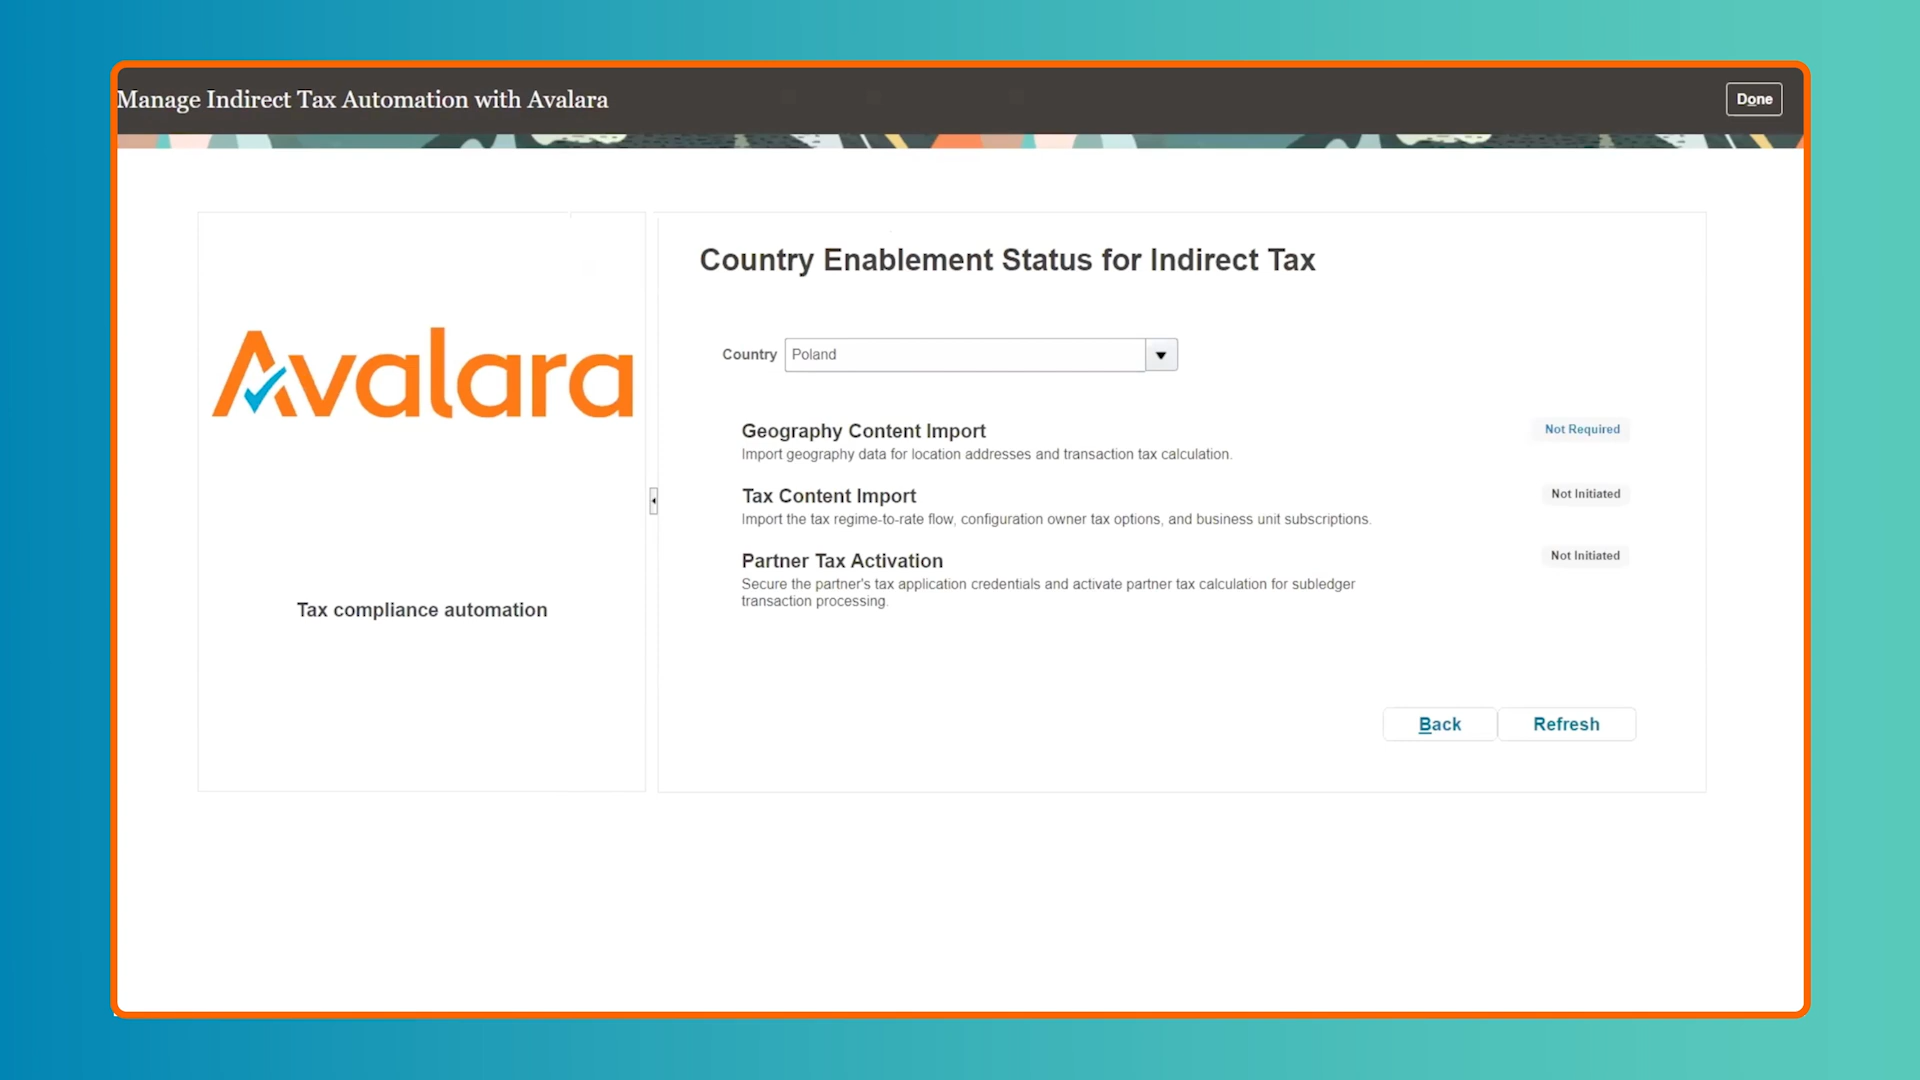 Manage Indirect Tax Automation with Avalara
Done
Avalara
Tax compliance automation
Country Enablement Status for Indirect Tax
Country Poland
Geography Content Import
Not Required
Import geography data for location addresses and transaction tax calculation.
Tax Content Import
Not Initiated
Import the tax regime-to-rate flow, configuration owner tax options, and business unit subscriptions.
Partner Tax Activation
Not Initiated
Secure the partner's tax application credentials and activate partner tax calculation for subledger
transaction processing.
Back Refresh